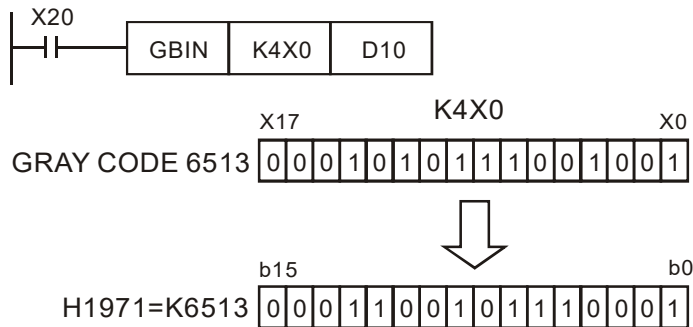 X20
GBIN K4X0 D10
K4X0
X17 X0
GRAY CODE 6513 0 0 0 1 0 1 0 1 1 1 0 0 1 0 0 1
b15 b0
H1971=K6513 0 0 0 1 1 0 0 1 0 1 1 1 0 0 0 1